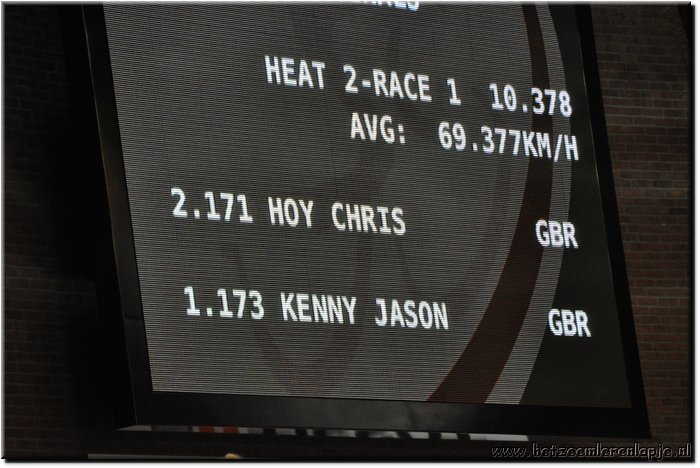 HEAT 2-RACE 1 10.378
AVG: 69.377KM/H
2.171 HOY CHRIS GBR
1.173 KENNY JASON GBR
www.hetzeemlerenlapje.nl